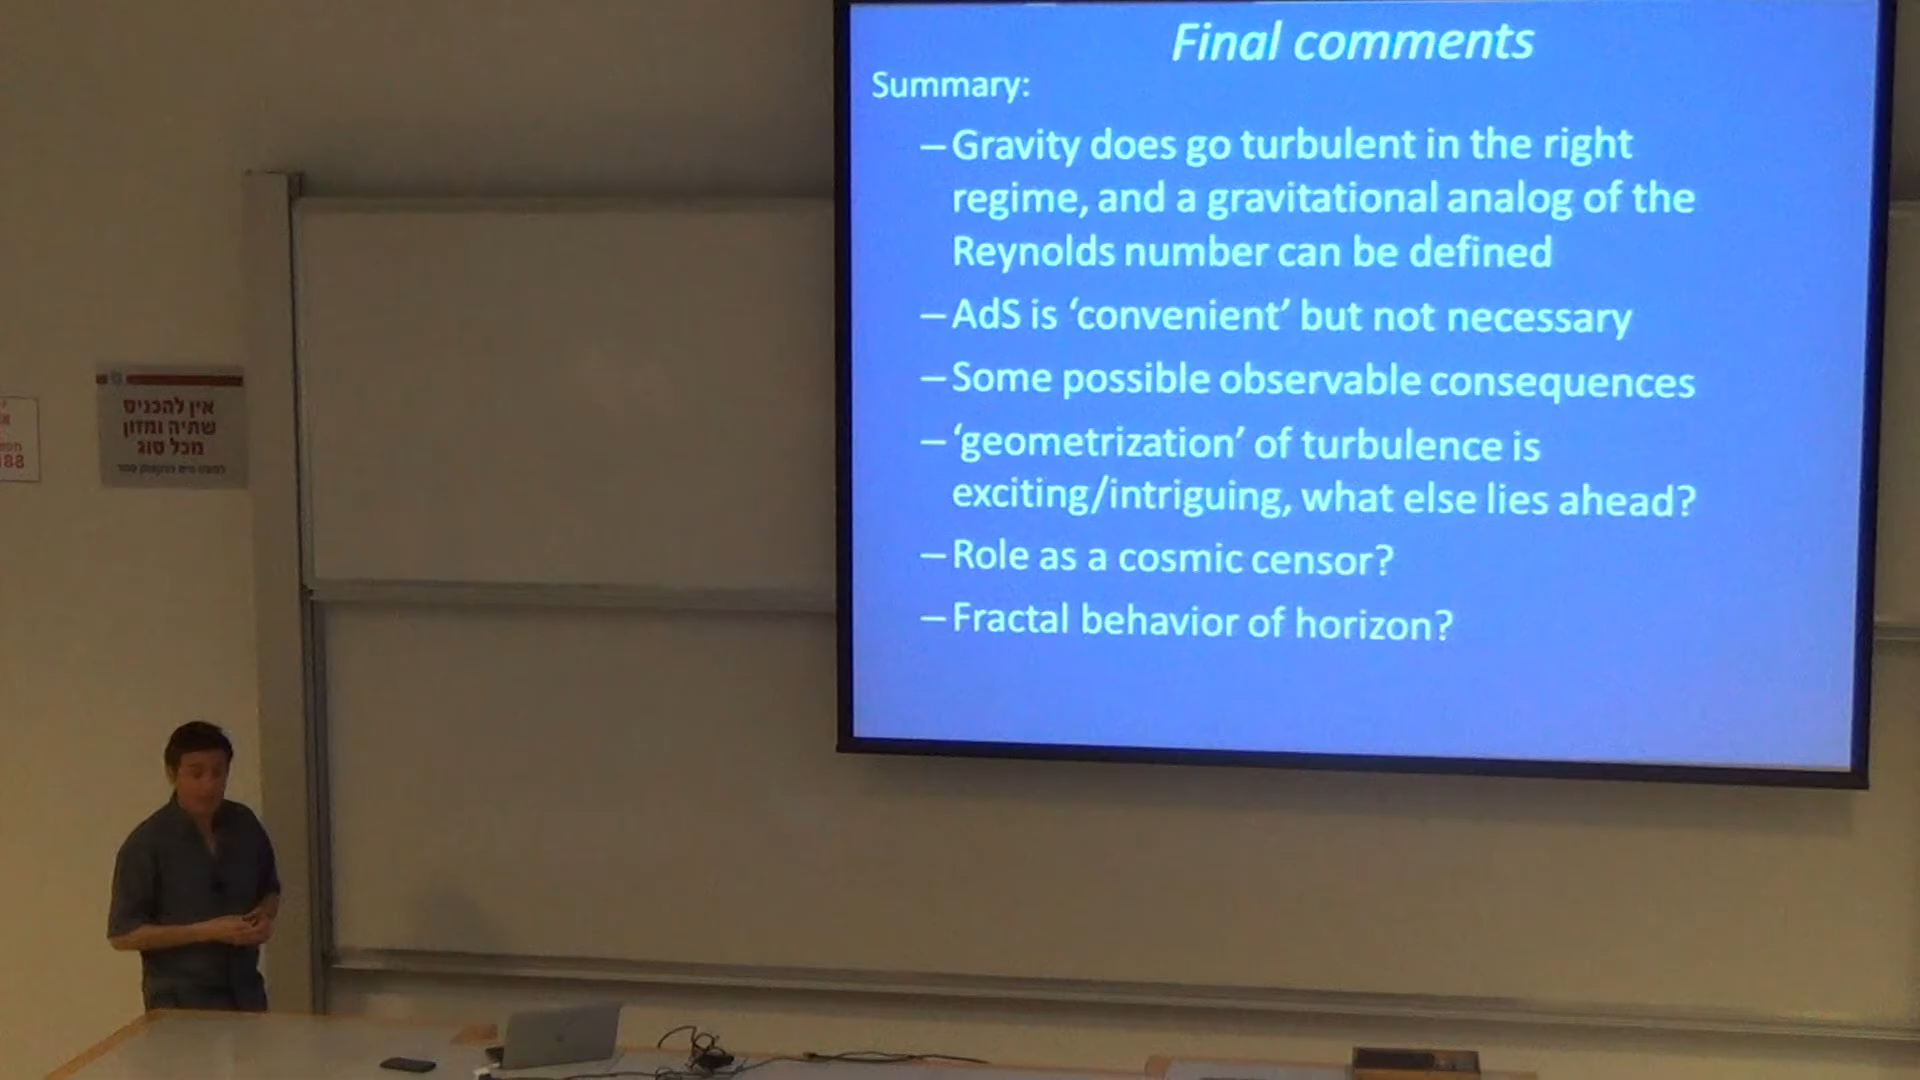 Final comments
Summary:
– Gravity does go turbulent in the right
regime, and a gravitational analog of the
Reynolds number can be defined
– AdS is ‘convenient’ but not necessary
– Some possible observable consequences
– ‘geometrization’ of turbulence is
exciting/intriguing, what else lies ahead?
– Role as a cosmic censor?
– Fractal behavior of horizon?
אין להכניס
שתיה ומזון
מכל סוג